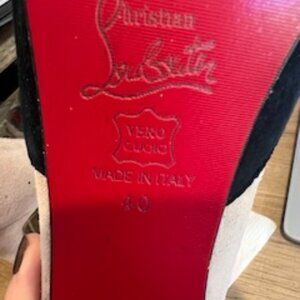 Christian
Louboutin
VERO
CUOIO
MADE IN ITALY
40